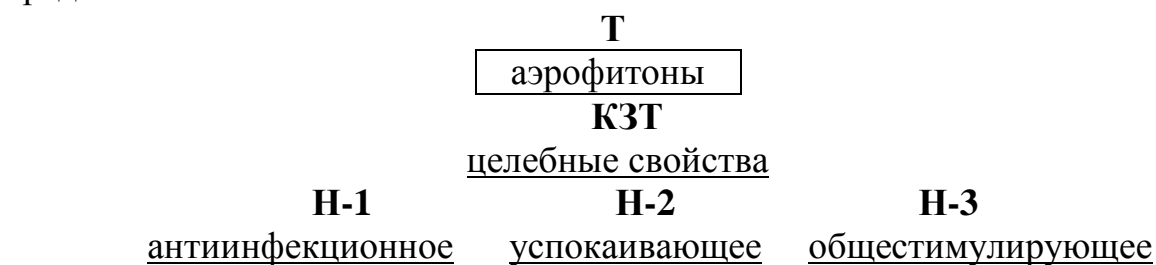 Т
аэрофитоны
КЗТ
целебные свойства
Н-1 Н-2 Н-3
антиинфекционное успокаивающее общестимулирующее